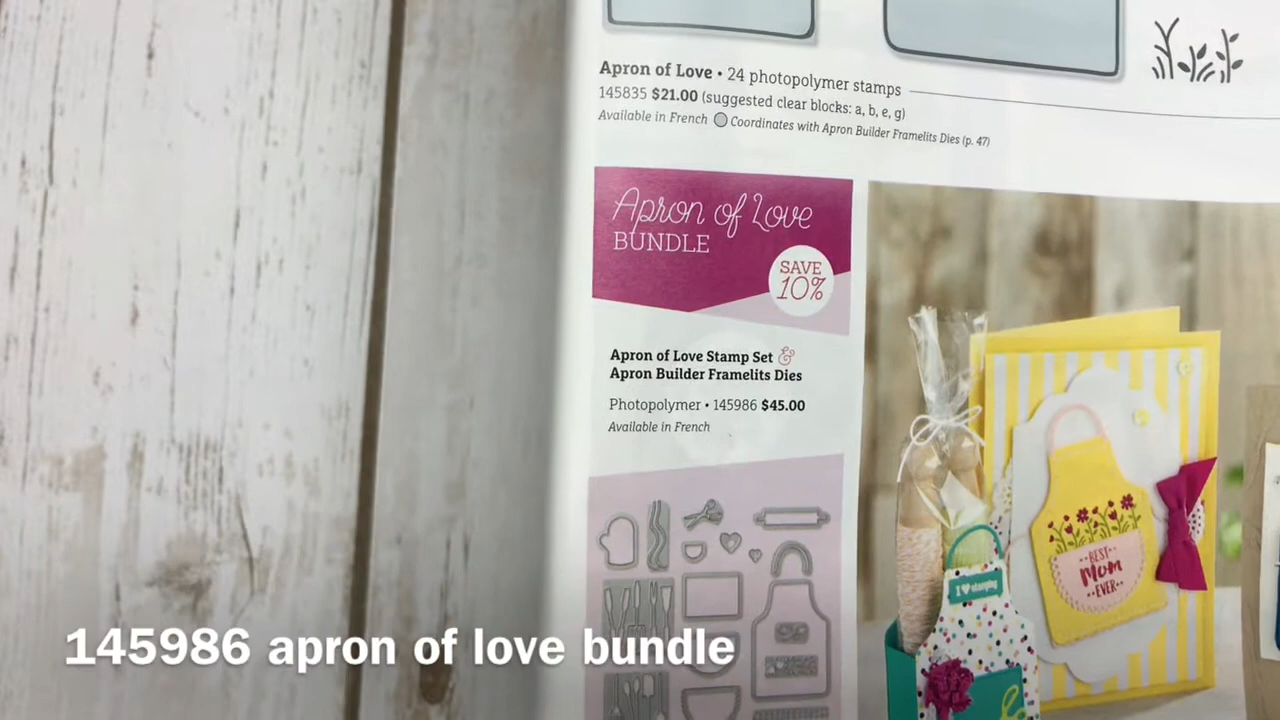 Apron of Love • 24 photopolymer stamps
145835 $21.00 (suggested clear blocks: a, b, e, g)
Available in French Coordinates with Apron Builder Framelits Dies (p. 47)
Apron of Love
BUNDLE
SAVE
10%
Apron of Love Stamp Set &
Apron Builder Framelits Dies
Photopolymer • 145986 $45.00
Available in French
BEST
Mom
EVER
I ♥ stamping
145986 apron of love bundle